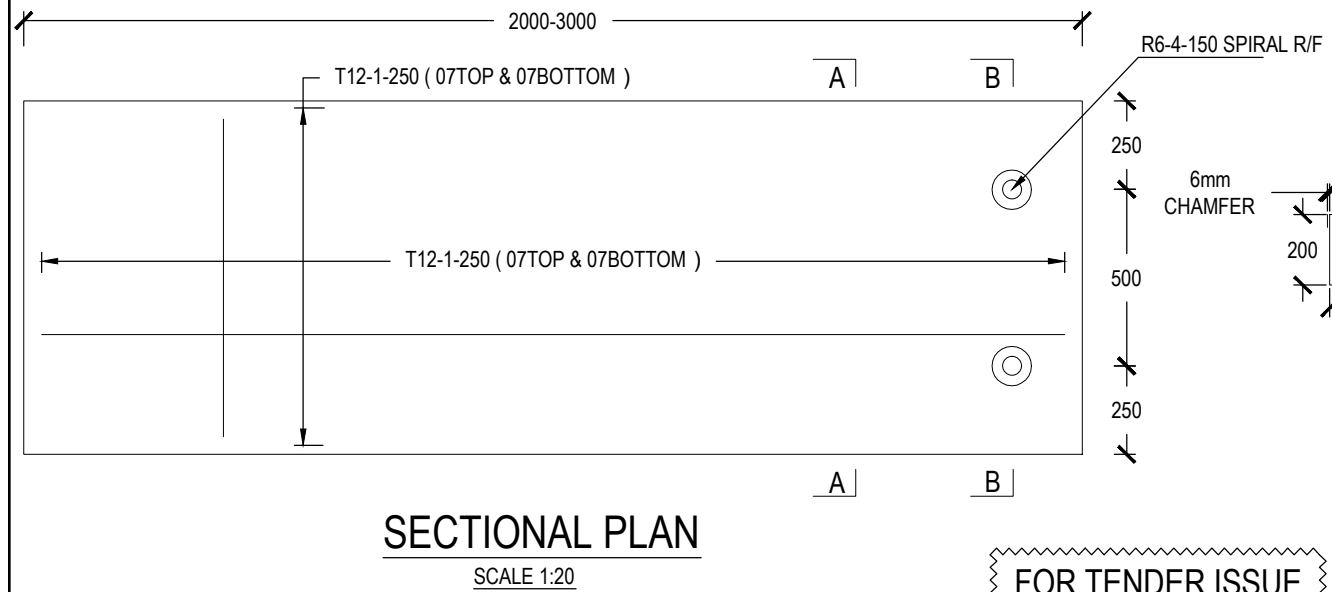 2000-3000
R6-4-150 SPIRAL R/F
T12-1-250 ( 07TOP & 07BOTTOM )
A
B
250
6mm
CHAMFER
200
T12-1-250 ( 07TOP & 07BOTTOM )
500
250
A
B
SECTIONAL PLAN
SCALE 1:20
FOR TENDER ISSUE